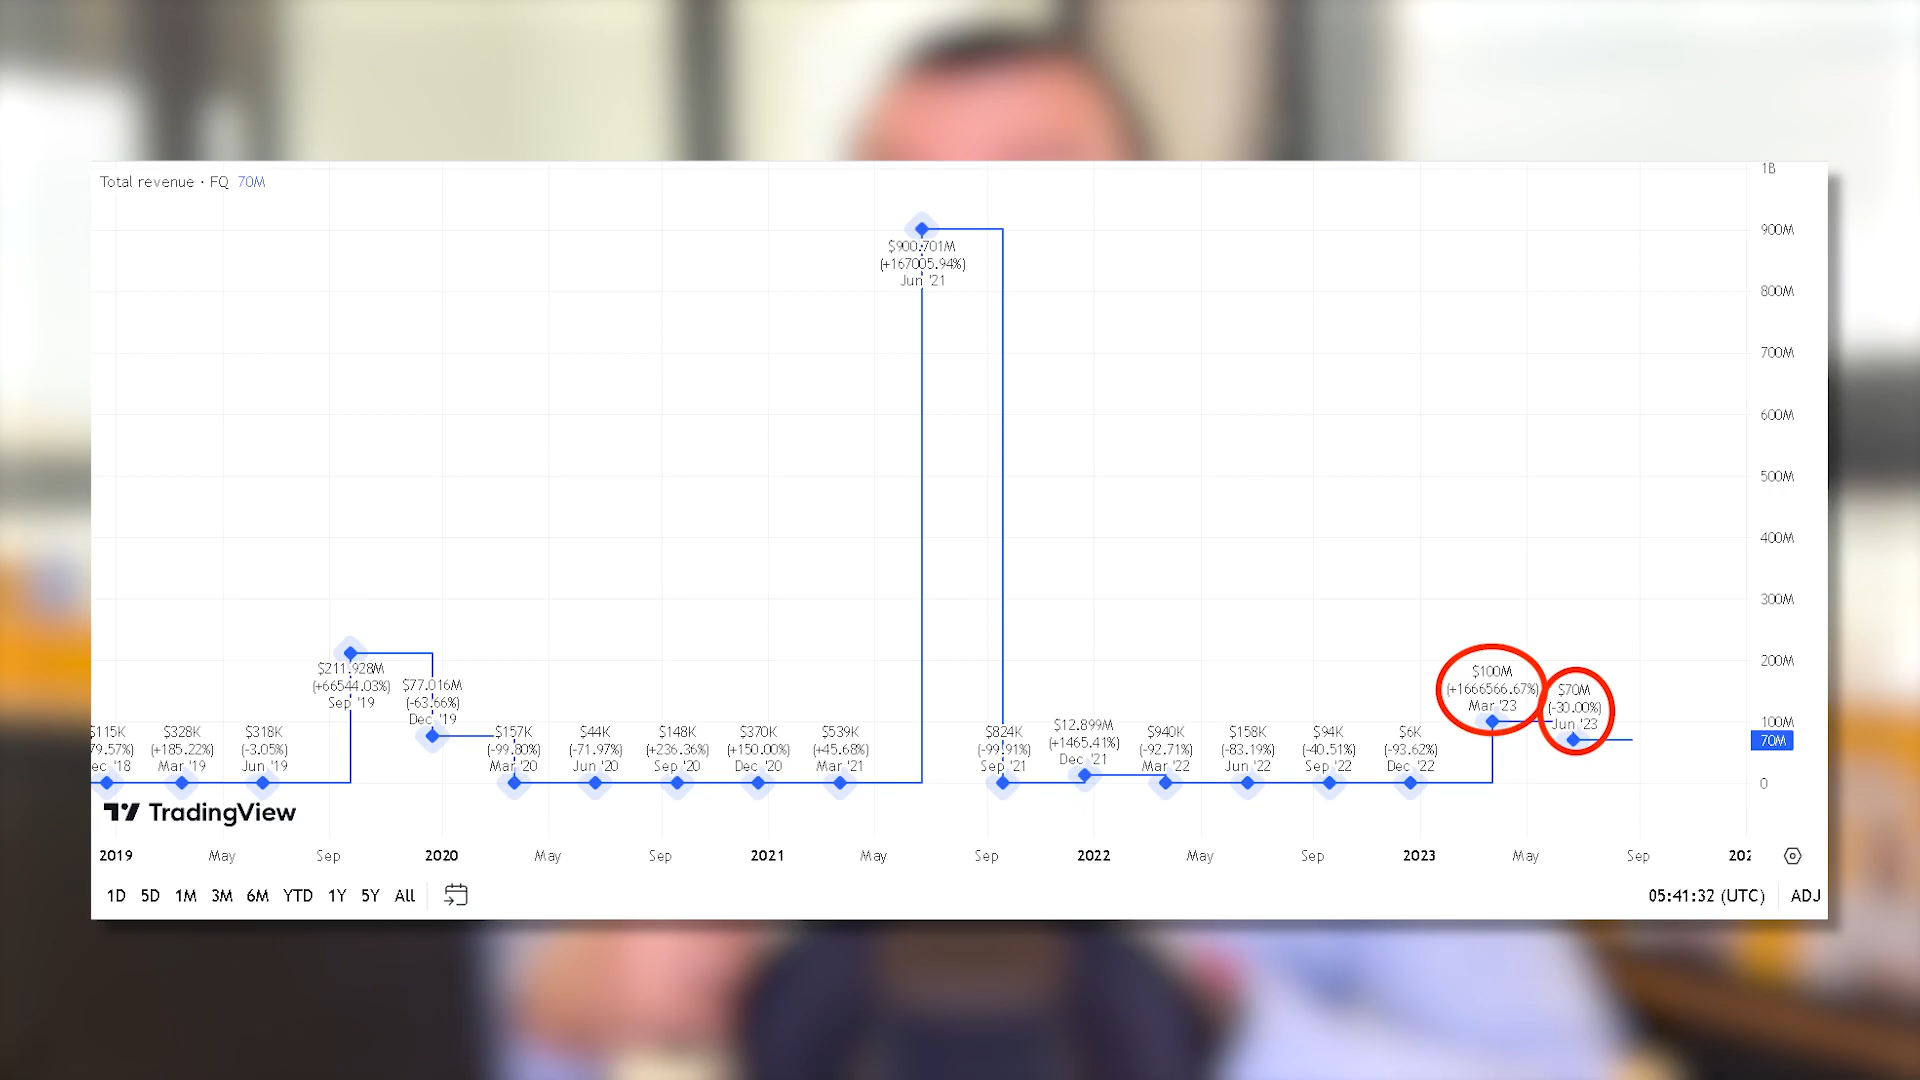 Total revenue · FQ 70M
1B
900M
800M
700M
600M
500M
400M
300M
200M
100M
70M
0
$115K
79.57%)
ec '18
$328K
(+185.22%)
Mar '19
$318K
(-3.05%)
Jun '19
$211.928M
(+66544.03%)
Sep '19
$77.016M
(-63.66%)
Dec '19
$157K
(-99.80%)
Mar '20
$44K
(-71.97%)
Jun '20
$148K
(+236.36%)
Sep '20
$370K
(+150.00%)
Dec '20
$539K
(+45.68%)
Mar '21
$900.701M
(+167005.94%)
Jun '21
$824K
(-99.91%)
Sep '21
$12.899M
(+1465.41%)
Dec '21
$940K
(-92.71%)
Mar '22
$158K
(-83.19%)
Jun '22
$94K
(-40.51%)
Sep '22
$6K
(-93.62%)
Dec '22
$100M
(+1666566.67%)
Mar '23
$70M
(-30.00%)
Jun '23
TradingView
2019 May Sep 2020 May Sep 2021 May Sep 2022 May Sep 2023 May Sep 202
1D 5D 1M 3M 6M YTD 1Y 5Y All
05:41:32 (UTC) ADJ